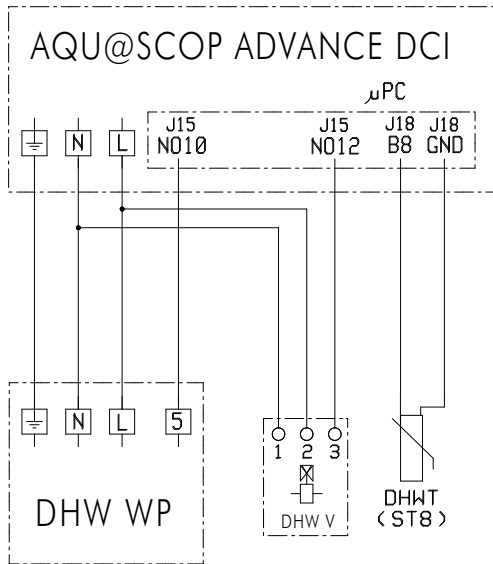 AQU@SCOP ADVANCE DCI
µPC
J15 J15 J18 J18
N L NO10 NO12 B8 GND
N L 5
1 2 3
DHW WP
DHW V
DHWT
(ST8)